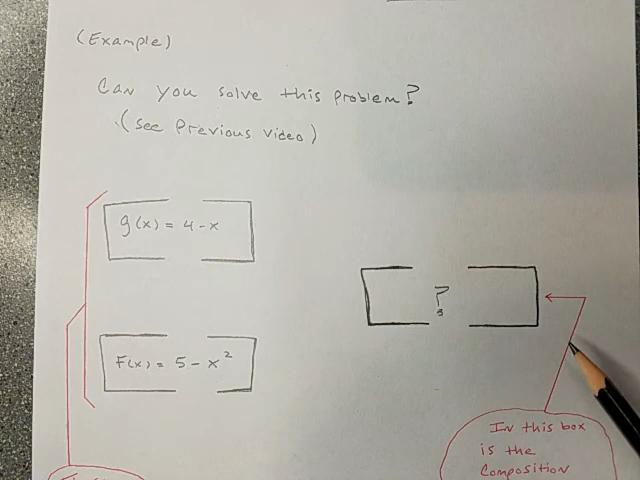 (Example)
Can you solve this problem?
(see Previous video)
g(x) = 4 - x
?
F(x) = 5 - x²
In this box
is the
Composition